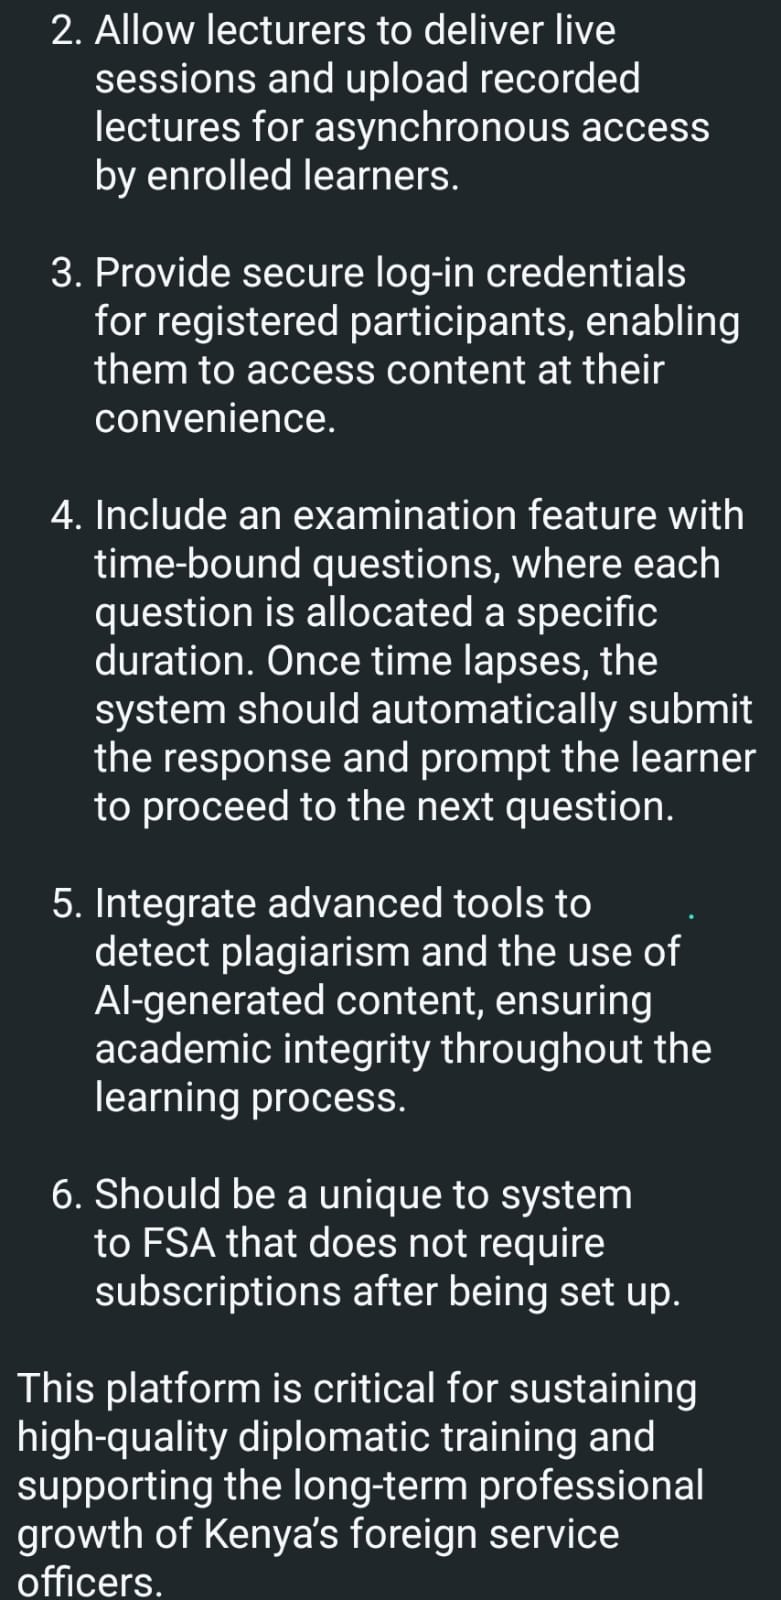 2. Allow lecturers to deliver live
sessions and upload recorded
lectures for asynchronous access
by enrolled learners.
3. Provide secure log-in credentials
for registered participants, enabling
them to access content at their
convenience.
4. Include an examination feature with
time-bound questions, where each
question is allocated a specific
duration. Once time lapses, the
system should automatically submit
the response and prompt the learner
to proceed to the next question.
5. Integrate advanced tools to
detect plagiarism and the use of
AI-generated content, ensuring
academic integrity throughout the
learning process.
6. Should be a unique to system
to FSA that does not require
subscriptions after being set up.
This platform is critical for sustaining
high-quality diplomatic training and
supporting the long-term professional
growth of Kenya’s foreign service
officers.